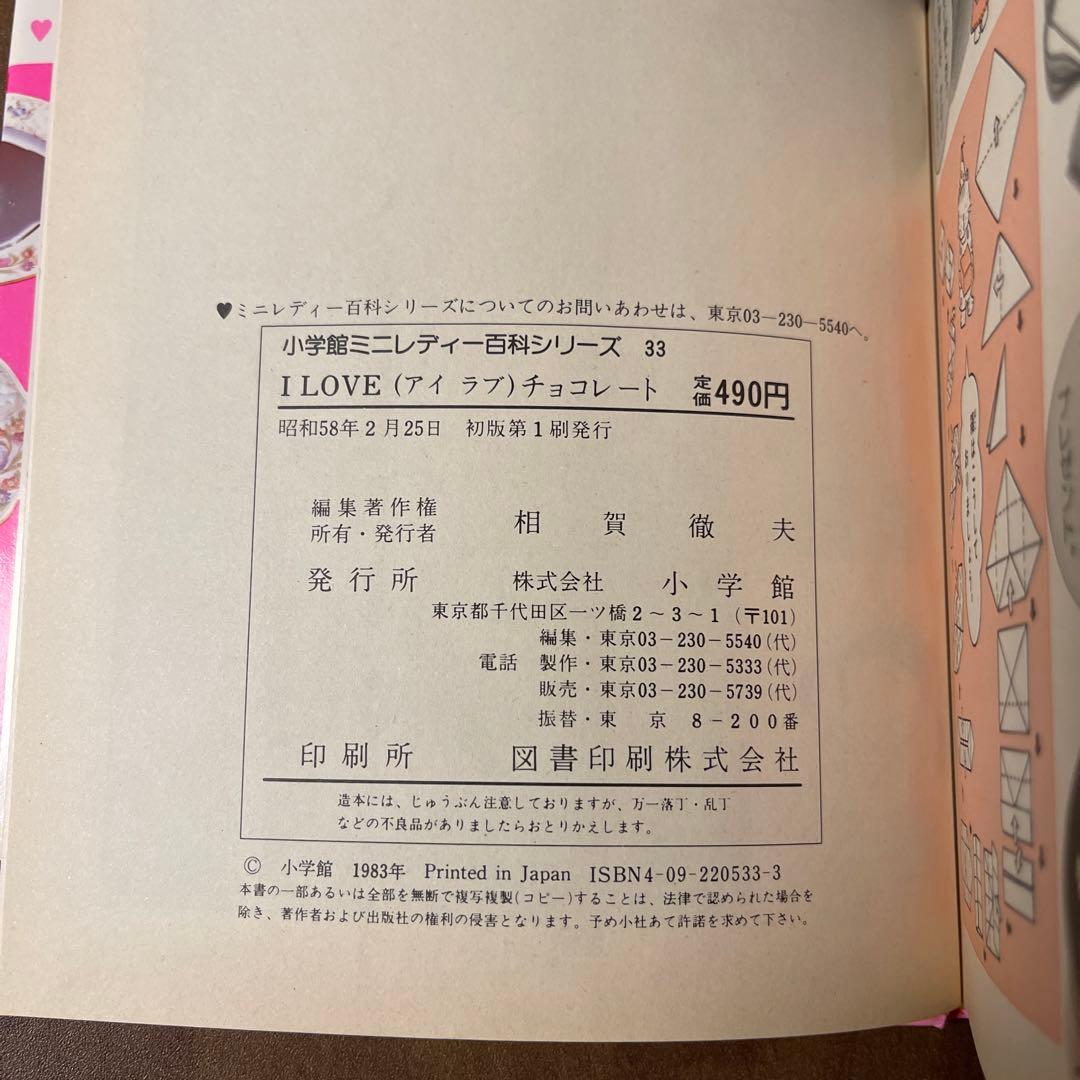 ♥ミニレディー百科シリーズについてのお問いあわせは、東京03-230-5540へ。
小学館ミニレディー百科シリーズ 33
I LOVE (アイ ラブ) チョコレート 定価490円
昭和58年2月25日 初版第1刷発行
編集著作権
所有・発行者 相賀徹夫
発行所 株式会社 小学館
東京都千代田区一ツ橋2〜3〜1 (〒101)
編集・東京03-230-5540 (代)
電話 製作・東京03-230-5333 (代)
販売・東京03-230-5739 (代)
振替・東京 8-200番
印刷所 図書印刷株式会社
造本には、じゅうぶん注意しておりますが、万一落丁・乱丁
などの不良品がありましたらおとりかえします。
© 小学館 1983年 Printed in Japan ISBN4-09-220533-3
本書の一部あるいは全部を無断で複写複製(コピー)することは、法律で認められた場合を
除き、著作者および出版社の権利の侵害となります。予め小社あて許諾を求めて下さい。